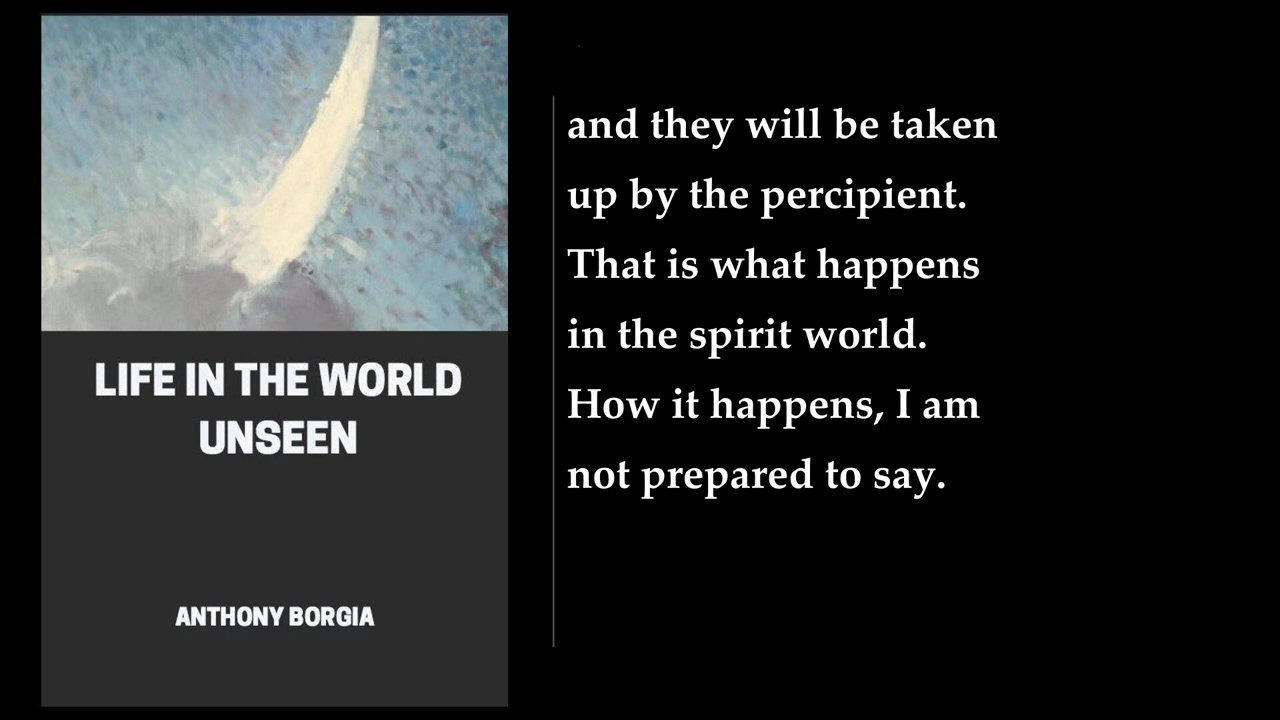 LIFE IN THE WORLD
UNSEEN
ANTHONY BORGIA
and they will be taken
up by the percipient.
That is what happens
in the spirit world.
How it happens, I am
not prepared to say.